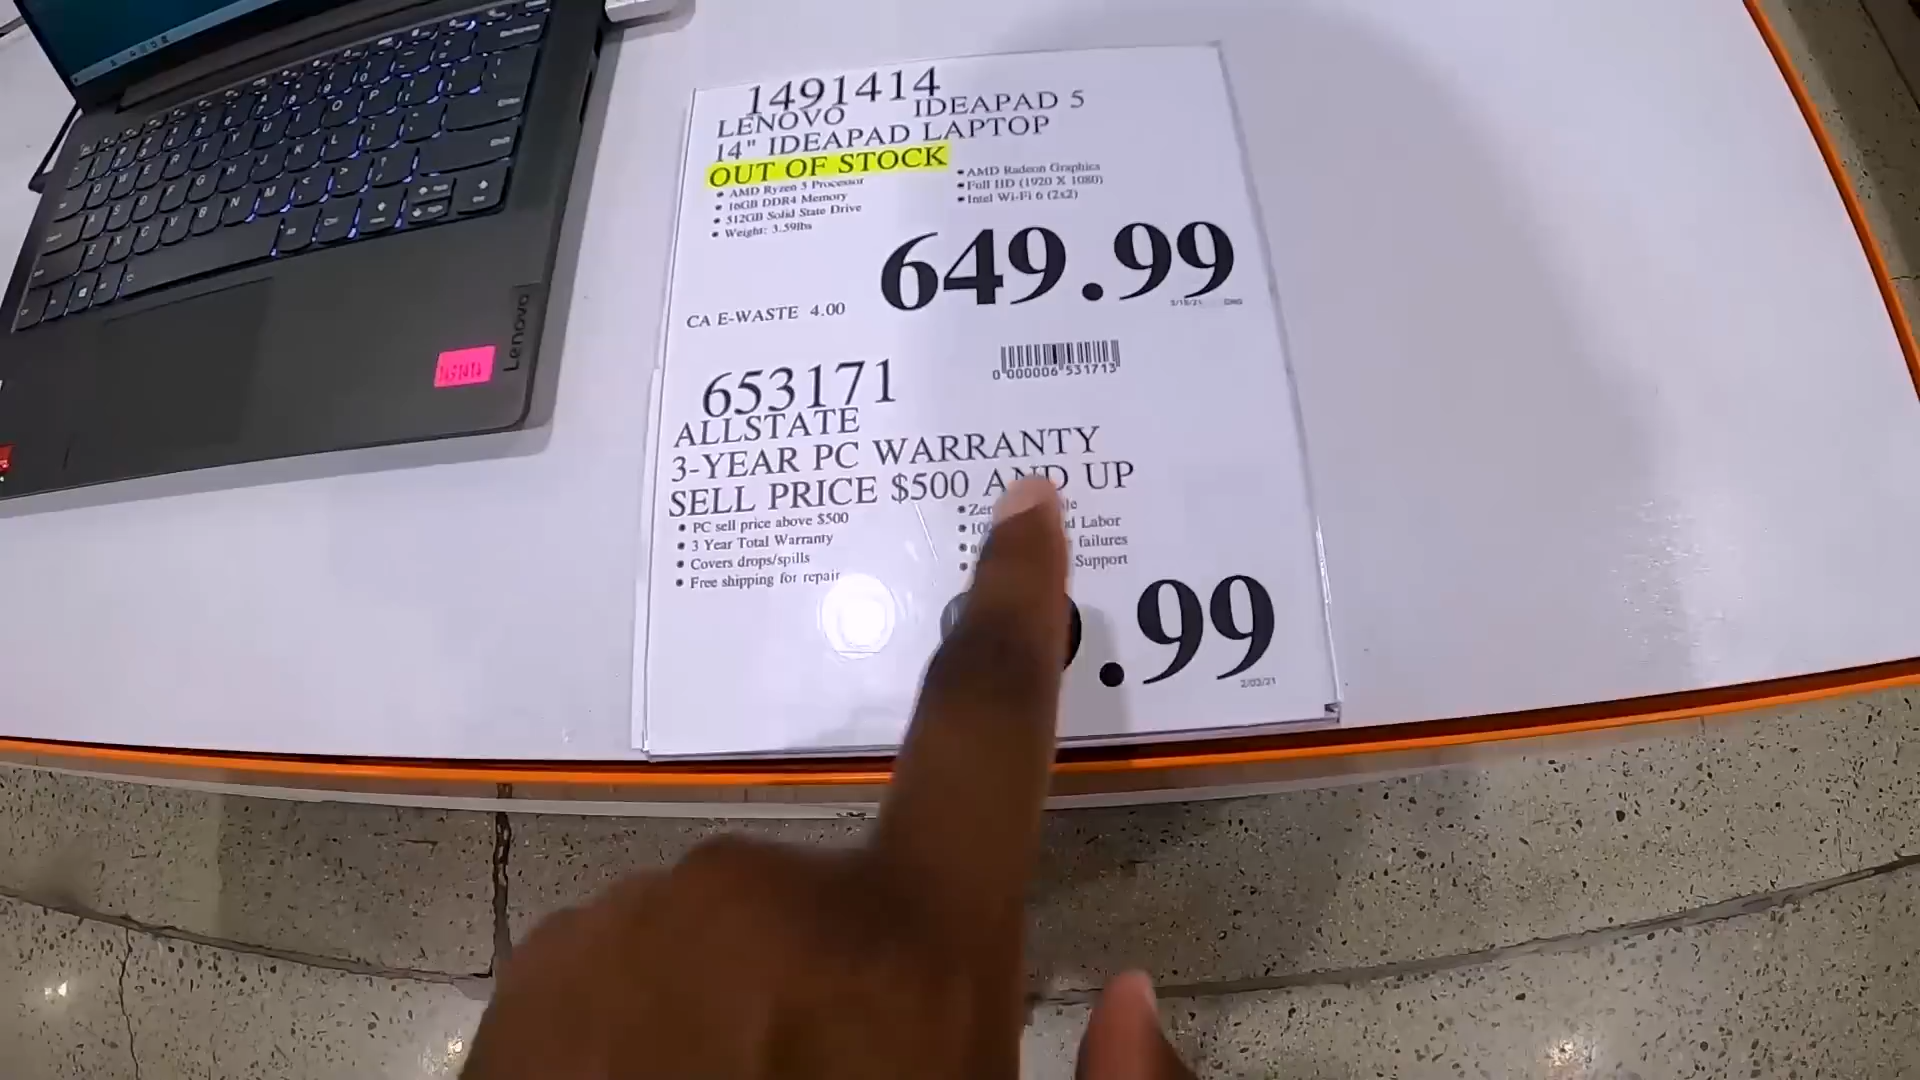 1491414
LENOVO IDEAPAD 5
14" IDEAPAD LAPTOP
OUT OF STOCK
• AMD Ryzen 5 Processor
• 16GB DDR4 Memory
• 512GB Solid State Drive
• Weight: 3.59lbs
• AMD Radeon Graphics
• Full HD (1920 X 1080)
• Intel Wi-Fi 6 (2x2)
649.99
CA E-WASTE 4.00
0 000006 531713
653171
ALLSTATE
3-YEAR PC WARRANTY
SELL PRICE $500 AND UP
• PC sell price above $500
• 3 Year Total Warranty
• Covers drops/spills
• Free shipping for repair
Labor
failures
Support
.99
2/03/21
Lenovo
1491414